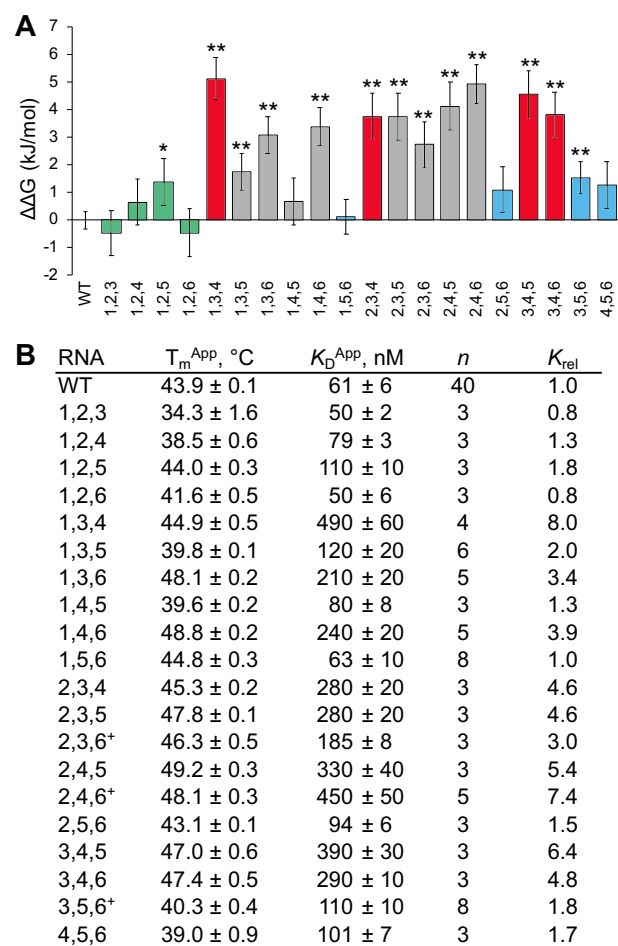 A
ΔΔG (kJ/mol)
7
6
5
4
3
2
1
0
-1
-2
* ** ** ** ** ** ** ** ** ** ** ** **
WT 1,2,3 1,2,4 1,2,5 1,2,6 1,3,4 1,3,5 1,3,6 1,4,5 1,4,6 1,5,6 2,3,4 2,3,5 2,3,6 2,4,5 2,4,6 2,5,6 3,4,5 3,4,6 3,5,6 4,5,6
B RNA Tm^App, °C KD^App, nM n Krel
WT 43.9 ± 0.1 61 ± 6 40 1.0
1,2,3 34.3 ± 1.6 50 ± 2 3 0.8
1,2,4 38.5 ± 0.6 79 ± 3 3 1.3
1,2,5 44.0 ± 0.3 110 ± 10 3 1.8
1,2,6 41.6 ± 0.5 50 ± 6 3 0.8
1,3,4 44.9 ± 0.5 490 ± 60 4 8.0
1,3,5 39.8 ± 0.1 120 ± 20 6 2.0
1,3,6 48.1 ± 0.2 210 ± 20 5 3.4
1,4,5 39.6 ± 0.2 80 ± 8 3 1.3
1,4,6 48.8 ± 0.2 240 ± 20 5 3.9
1,5,6 44.8 ± 0.3 63 ± 10 8 1.0
2,3,4 45.3 ± 0.2 280 ± 20 3 4.6
2,3,5 47.8 ± 0.1 280 ± 20 3 4.6
2,3,6⁺ 46.3 ± 0.5 185 ± 8 3 3.0
2,4,5 49.2 ± 0.3 330 ± 40 3 5.4
2,4,6⁺ 48.1 ± 0.3 450 ± 50 5 7.4
2,5,6 43.1 ± 0.1 94 ± 6 3 1.5
3,4,5 47.0 ± 0.6 390 ± 30 3 6.4
3,4,6 47.4 ± 0.5 290 ± 10 3 4.8
3,5,6⁺ 40.3 ± 0.4 110 ± 10 8 1.8
4,5,6 39.0 ± 0.9 101 ± 7 3 1.7